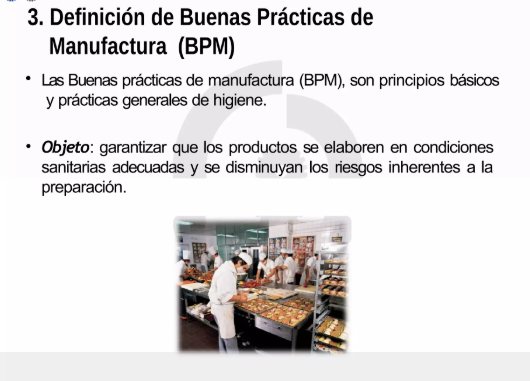 3. Definición de Buenas Prácticas de
Manufactura (BPM)
• Las Buenas prácticas de manufactura (BPM), son principios básicos
y prácticas generales de higiene.
• Objeto: garantizar que los productos se elaboren en condiciones
sanitarias adecuadas y se disminuyan los riesgos inherentes a la
preparación.